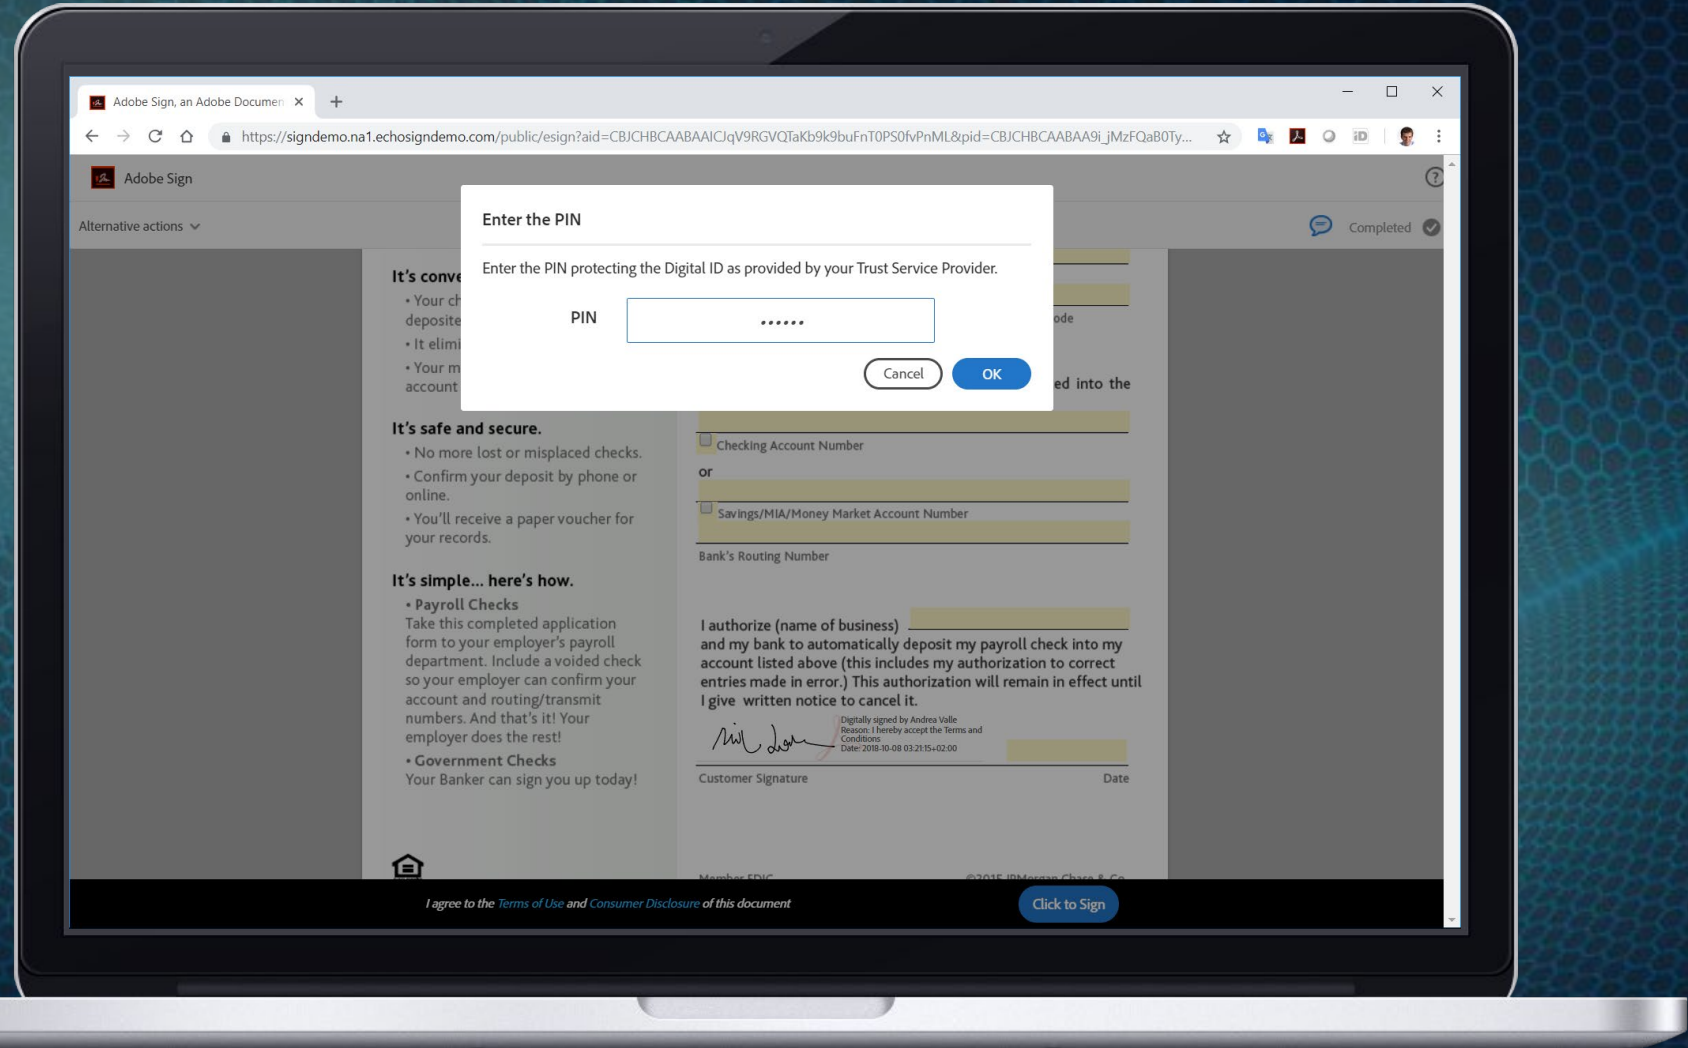 Adobe Sign, an Adobe Documen
https://signdemo.na1.echosigndemo.com/public/esign?aid=CBJCHBCAABAAICJqV9RGVQTaKb9k9buFnT0PS0fvPnML&pid=CBJCHBCAABAA9i_jMzFQaB0Ty...
Adobe Sign
Alternative actions
Completed
Enter the PIN
Enter the PIN protecting the Digital ID as provided by your Trust Service Provider.
PIN
••••••
Cancel
OK
It's conve
• Your ch
deposite
• It elimi
• Your m
account
It's safe and secure.
• No more lost or misplaced checks.
• Confirm your deposit by phone or
online.
• You'll receive a paper voucher for
your records.
It's simple... here's how.
• Payroll Checks
Take this completed application
form to your employer's payroll
department. Include a voided check
so your employer can confirm your
account and routing/transmit
numbers. And that's it! Your
employer does the rest!
• Government Checks
Your Banker can sign you up today!
ode
ed into the
Checking Account Number
or
Savings/MIA/Money Market Account Number
Bank's Routing Number
I authorize (name of business)
and my bank to automatically deposit my payroll check into my
account listed above (this includes my authorization to correct
entries made in error.) This authorization will remain in effect until
I give written notice to cancel it.
Digitally signed by Andrea Valle
Reason: I hereby accept the Terms and
Conditions
Date: 2018-10-08 03:21:15+02:00
Customer Signature
Date
Member FDIC
©2015 JPMorgan Chase & Co.
I agree to the Terms of Use and Consumer Disclosure of this document
Click to Sign